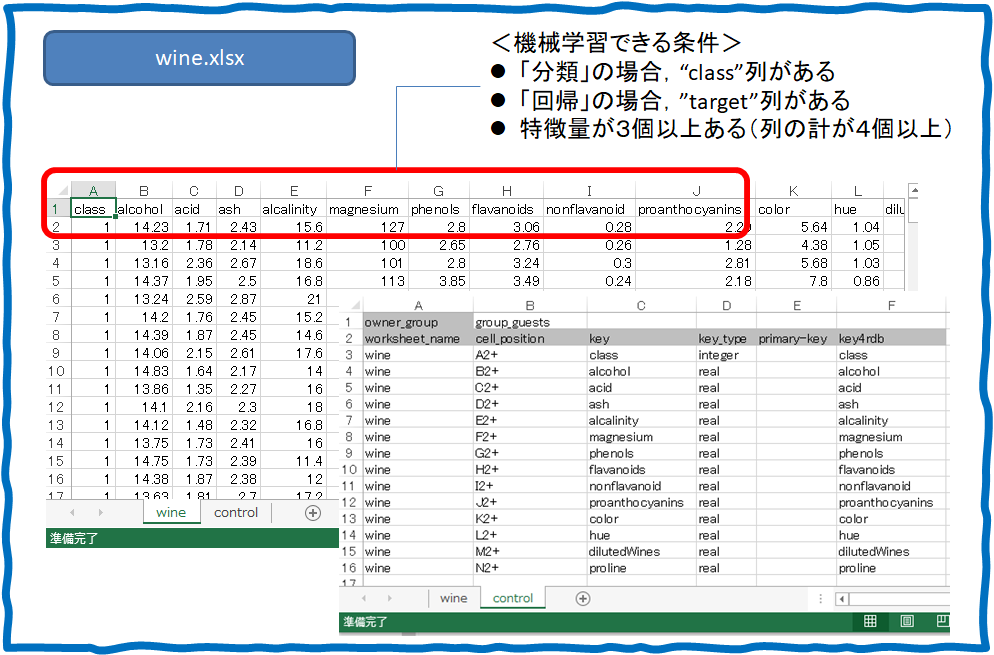 wine.xlsx
＜機械学習できる条件＞
● 「分類」の場合，“class”列がある
● 「回帰」の場合，”target”列がある
● 特徴量が３個以上ある（列の計が４個以上）
A B C D E F G H I J K L
1 class alcohol acid ash alcalinity magnesium phenols flavanoids nonflavanoid proanthocyanins color hue
2 1 14.23 1.71 2.43 15.6 127 2.8 3.06 0.28 2.29 5.64 1.04
3 1 13.2 1.78 2.14 11.2 100 2.65 2.76 0.26 1.28 4.38 1.05
4 1 13.16 2.36 2.67 18.6 101 2.8 3.24 0.3 2.81 5.68 1.03
5 1 14.37 1.95 2.5 16.8 113 3.85 3.49 0.24 2.18 7.8 0.86
6 1 13.24 2.59 2.87 21
7 1 14.2 1.76 2.45 15.2
8 1 14.39 1.87 2.45 14.6
9 1 14.06 2.15 2.61 17.6
10 1 14.83 1.64 2.17 14
11 1 13.86 1.35 2.27 16
12 1 14.1 2.16 2.3 18
13 1 14.12 1.48 2.32 16.8
14 1 13.75 1.73 2.41 16
15 1 14.75 1.73 2.39 11.4
16 1 14.38 1.87 2.38 12
17 1 13.63 1.81 2.7 17.2
wine control
準備完了
A B C D E F
1 owner_group group_guests
2 worksheet_name cell_position key key_type primary-key key4rdb
3 wine A2+ class integer class
4 wine B2+ alcohol real alcohol
5 wine C2+ acid real acid
6 wine D2+ ash real ash
7 wine E2+ alcalinity real alcalinity
8 wine F2+ magnesium real magnesium
9 wine G2+ phenols real phenols
10 wine H2+ flavanoids real flavanoids
11 wine I2+ nonflavanoid real nonflavanoid
12 wine J2+ proanthocyanins real proanthocyanins
13 wine K2+ color real color
14 wine L2+ hue real hue
15 wine M2+ dilutedWines real dilutedWines
16 wine N2+ proline real proline
17
wine control
準備完了